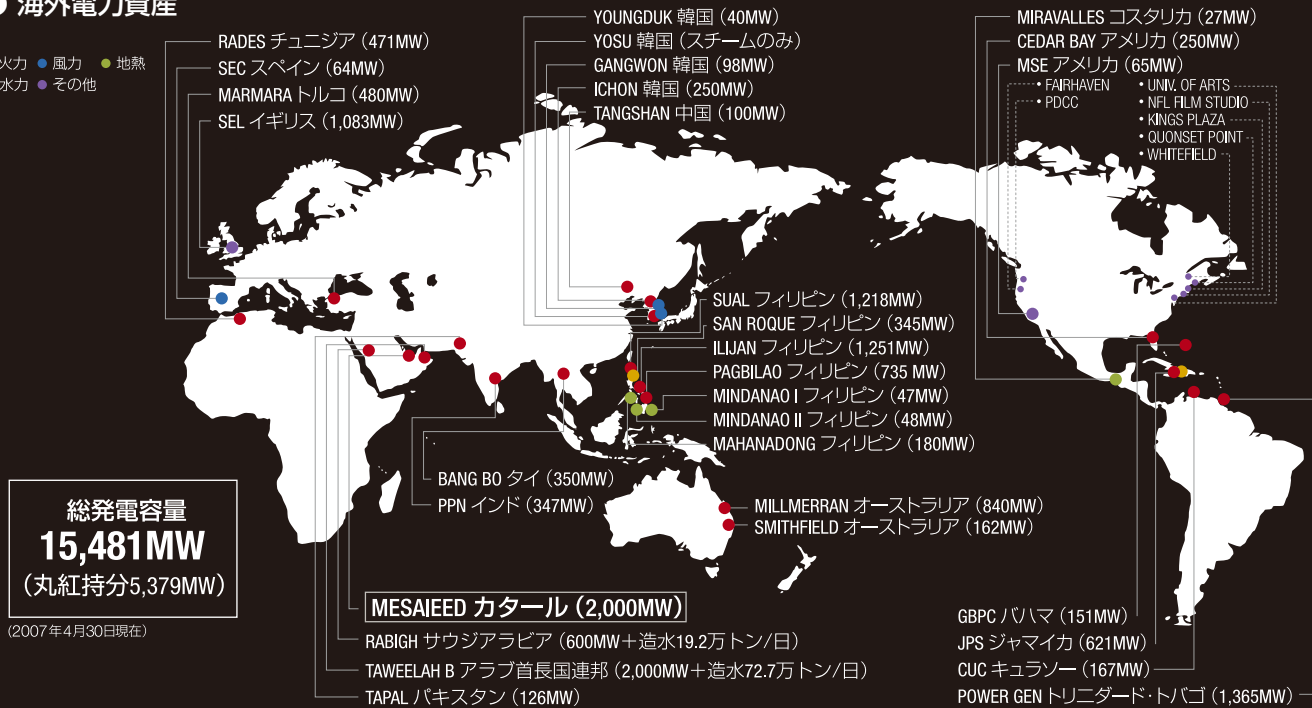 海外電力資産
火力 ● 風力 ● 地熱
水力 ● その他
RADES チュニジア (471MW)
SEC スペイン (64MW)
MARMARA トルコ (480MW)
SEL イギリス (1,083MW)
YOUNGDUK 韓国 (40MW)
YOSU 韓国 (スチームのみ)
GANGWON 韓国 (98MW)
ICHON 韓国 (250MW)
TANGSHAN 中国 (100MW)
MIRAVALLES コスタリカ (27MW)
CEDAR BAY アメリカ (250MW)
MSE アメリカ (65MW)
• FAIRHAVEN
• PDCC
• UNIV. OF ARTS
• NFL FILM STUDIO
• KINGS PLAZA
• QUONSET POINT
• WHITEFIELD
SUAL フィリピン (1,218MW)
SAN ROQUE フィリピン (345MW)
ILIJAN フィリピン (1,251MW)
PAGBILAO フィリピン (735 MW)
MINDANAO I フィリピン (47MW)
MINDANAO II フィリピン (48MW)
MAHANADONG フィリピン (180MW)
BANG BO タイ (350MW)
PPN インド (347MW)
MILLMERRAN オーストラリア (840MW)
SMITHFIELD オーストラリア (162MW)
総発電容量
15,481MW
(丸紅持分5,379MW)
(2007年4月30日現在)
MESAIEED カタール (2,000MW)
RABIGH サウジアラビア (600MW+造水19.2万トン/日)
TAWEELAH B アラブ首長国連邦 (2,000MW+造水72.7万トン/日)
TAPAL パキスタン (126MW)
GBPC バハマ (151MW)
JPS ジャマイカ (621MW)
CUC キュラソー (167MW)
POWER GEN トリニダード・トバゴ (1,365MW)